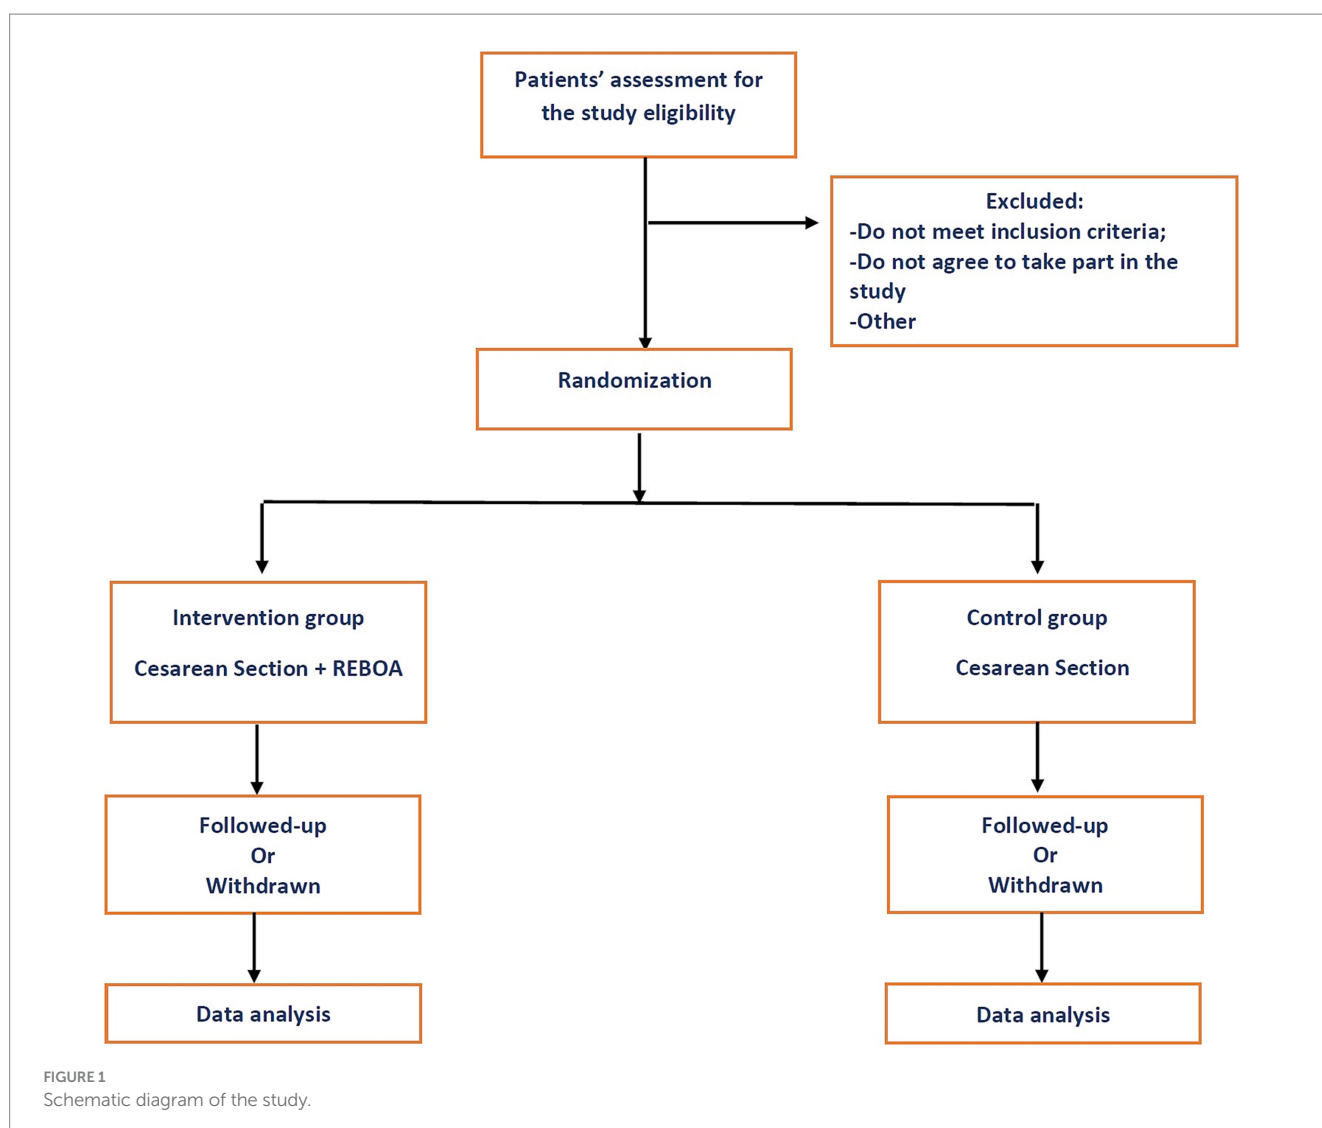 Patients’ assessment for
the study eligibility
Excluded:
-Do not meet inclusion criteria;
-Do not agree to take part in the
study
-Other
Randomization
Intervention group
Cesarean Section + REBOA
Control group
Cesarean Section
Followed-up
Or
Withdrawn
Followed-up
Or
Withdrawn
Data analysis
Data analysis
FIGURE 1
Schematic diagram of the study.